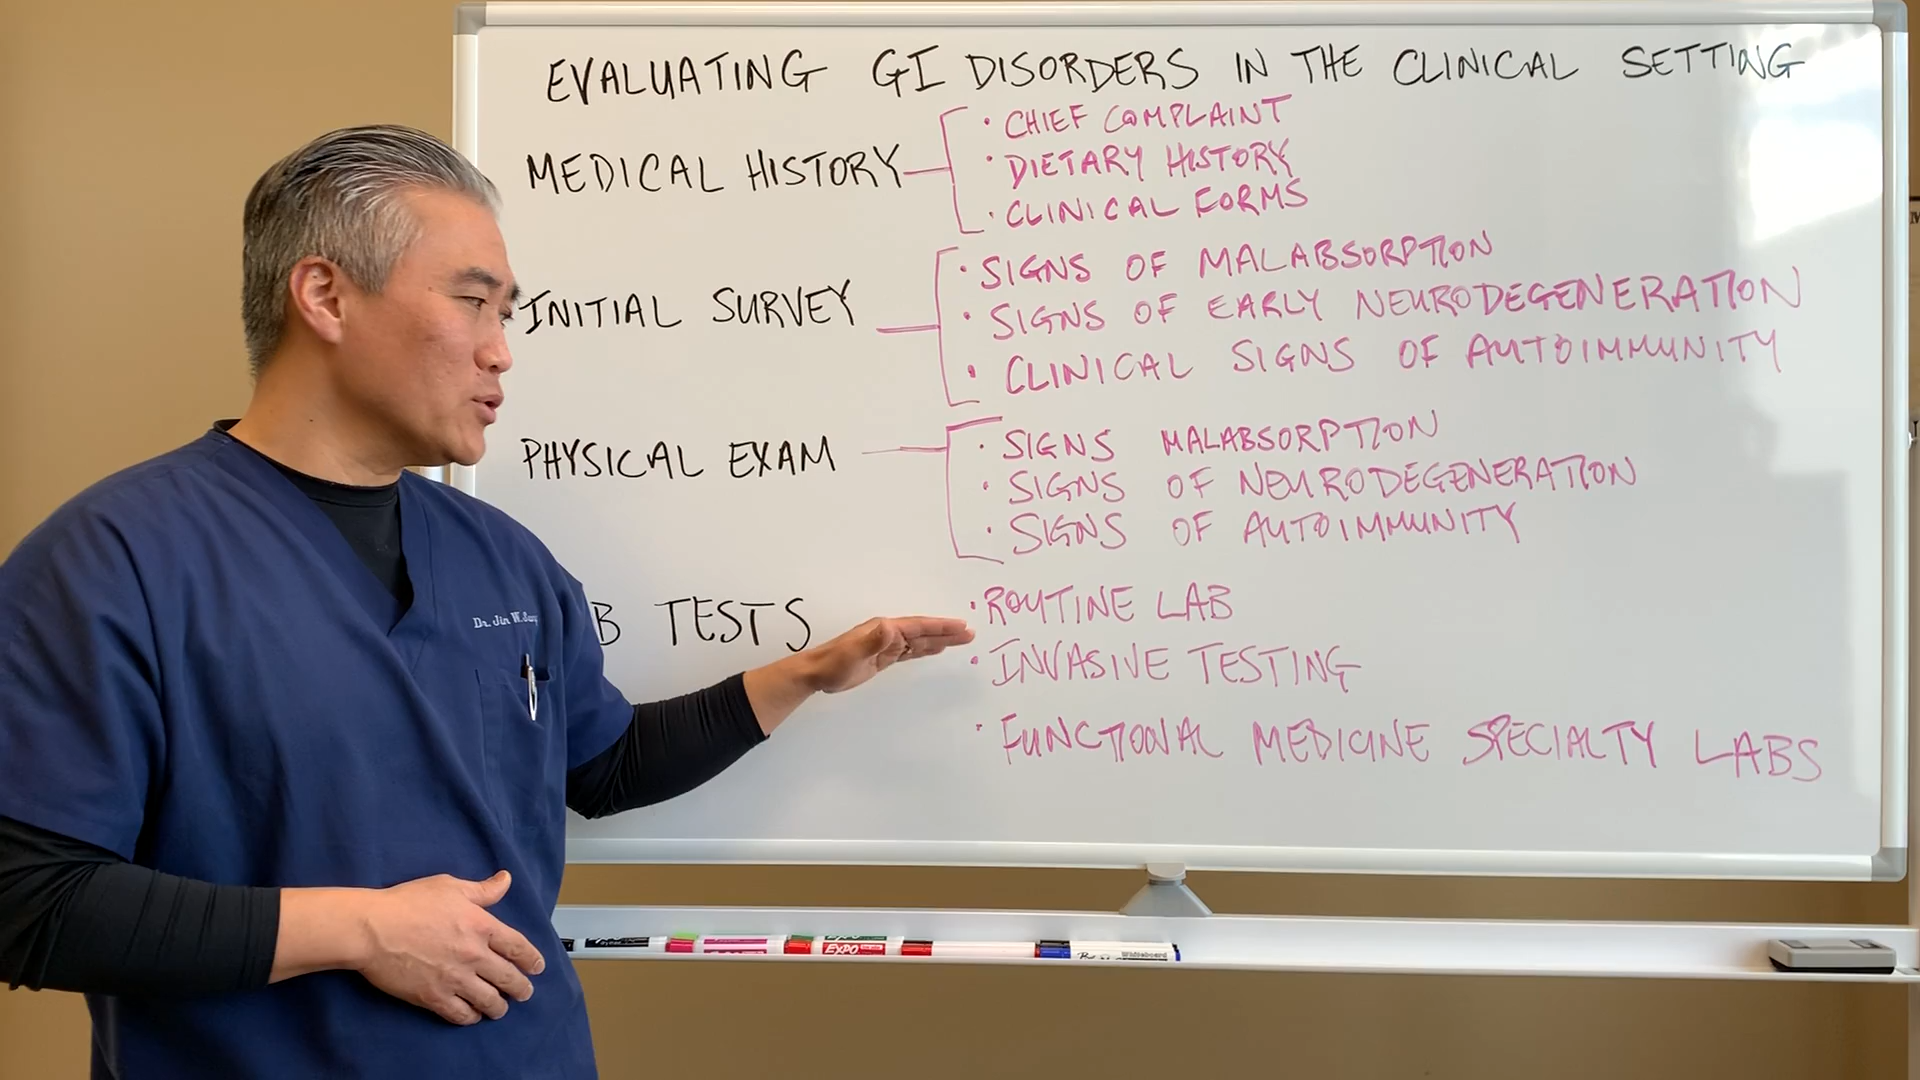 EVALUATING GI DISORDERS IN THE CLINICAL SETTING
MEDICAL HISTORY
· CHIEF COMPLAINT
· DIETARY HISTORY
· CLINICAL FORMS
INITIAL SURVEY
· SIGNS OF MALABSORPTION
· SIGNS OF EARLY NEURODEGENERATION
· CLINICAL SIGNS OF AUTOIMMUNITY
PHYSICAL EXAM
· SIGNS MALABSORPTION
· SIGNS OF NEURODEGENERATION
· SIGNS OF AUTOIMMUNITY
B TESTS
· ROUTINE LAB
· INVASIVE TESTING
· FUNCTIONAL MEDICINE SPECIALTY LABS
Dr. Jin W.
EXPO